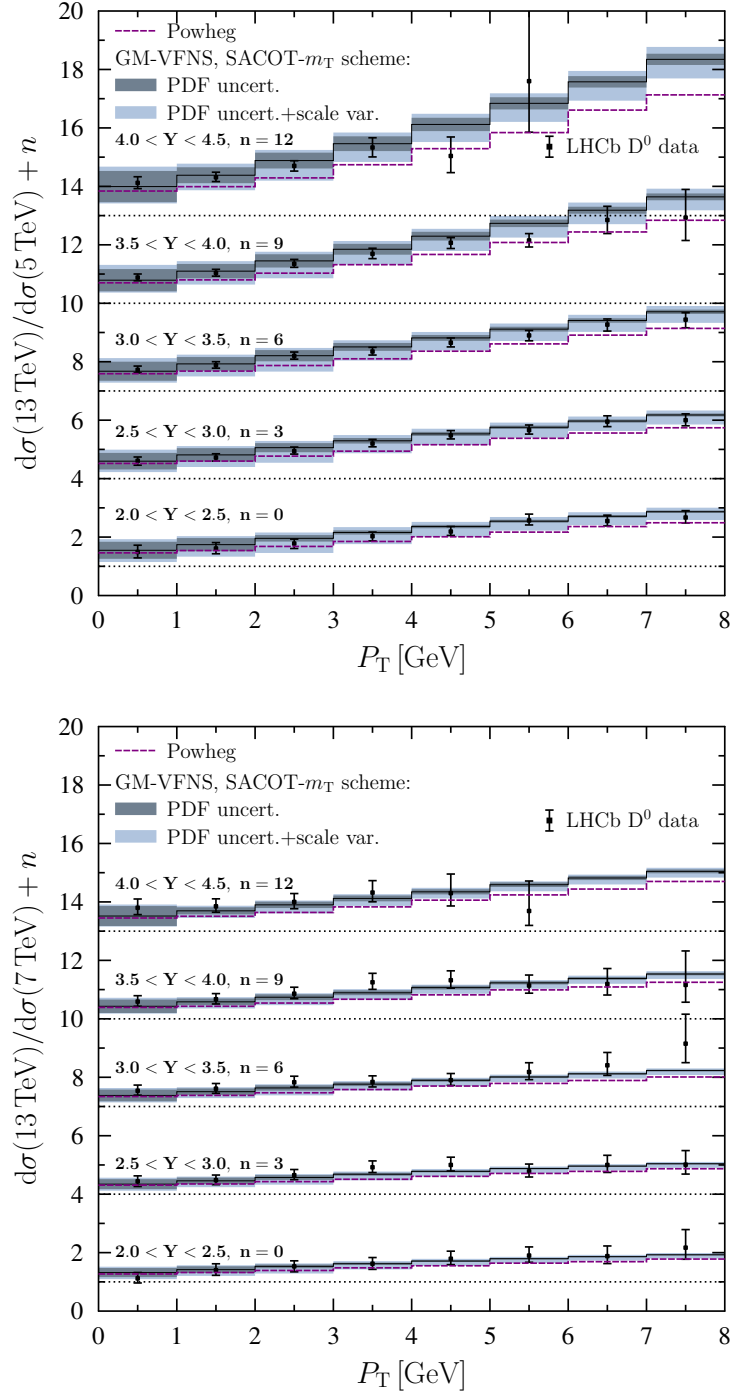 20
18
16
14
12
10
8
6
4
2
0
dσ(13 TeV)/dσ(5 TeV) + n
Powheg
GM-VFNS, SACOT-m_T scheme:
PDF uncert.
PDF uncert.+scale var.
4.0 < Y < 4.5, n = 12
LHCb D⁰ data
3.5 < Y < 4.0, n = 9
3.0 < Y < 3.5, n = 6
2.5 < Y < 3.0, n = 3
2.0 < Y < 2.5, n = 0
0 1 2 3 4 5 6 7 8
P_T [GeV]
20
18
16
14
12
10
8
6
4
2
0
dσ(13 TeV)/dσ(7 TeV) + n
Powheg
GM-VFNS, SACOT-m_T scheme:
PDF uncert.
PDF uncert.+scale var.
LHCb D⁰ data
4.0 < Y < 4.5, n = 12
3.5 < Y < 4.0, n = 9
3.0 < Y < 3.5, n = 6
2.5 < Y < 3.0, n = 3
2.0 < Y < 2.5, n = 0
0 1 2 3 4 5 6 7 8
P_T [GeV]